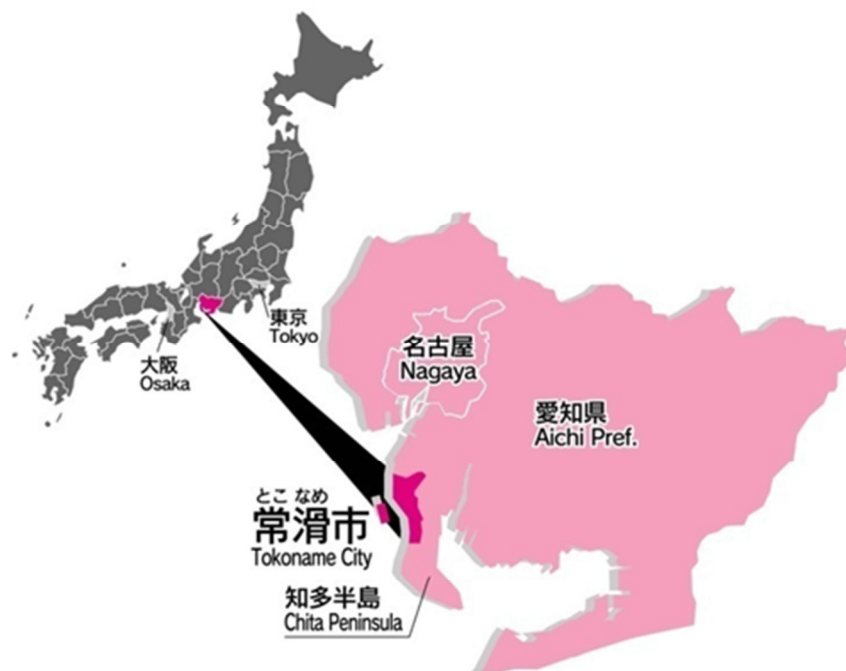 東京
Tokyo
大阪
Osaka
名古屋
Nagaya
愛知県
Aichi Pref.
とこ なめ
常滑市
Tokoname City
知多半島
Chita Peninsula